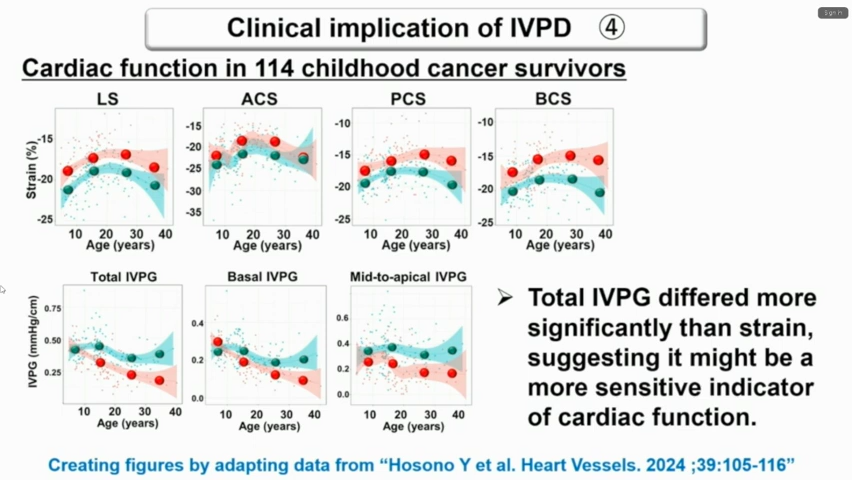 Sign in
Clinical implication of IVPD ④
Cardiac function in 114 childhood cancer survivors
LS
ACS
PCS
BCS
Strain (%)
-15
-20
-25
10 20 30 40
Age (years)
-15
-20
-25
-30
-35
10 20 30 40
Age (years)
-10
-15
-20
-25
10 20 30 40
Age (years)
-10
-15
-20
-25
10 20 30 40
Age (years)
Total IVPG
Basal IVPG
Mid-to-apical IVPG
IVPG (mmHg/cm)
0.75
0.50
0.25
10 20 30 40
Age (years)
0.4
0.2
0.0
10 20 30 40
Age (years)
0.6
0.4
0.2
0.0
10 20 30 40
Age (years)
➢ Total IVPG differed more
significantly than strain,
suggesting it might be a
more sensitive indicator
of cardiac function.
Creating figures by adapting data from “Hosono Y et al. Heart Vessels. 2024 ;39:105-116”